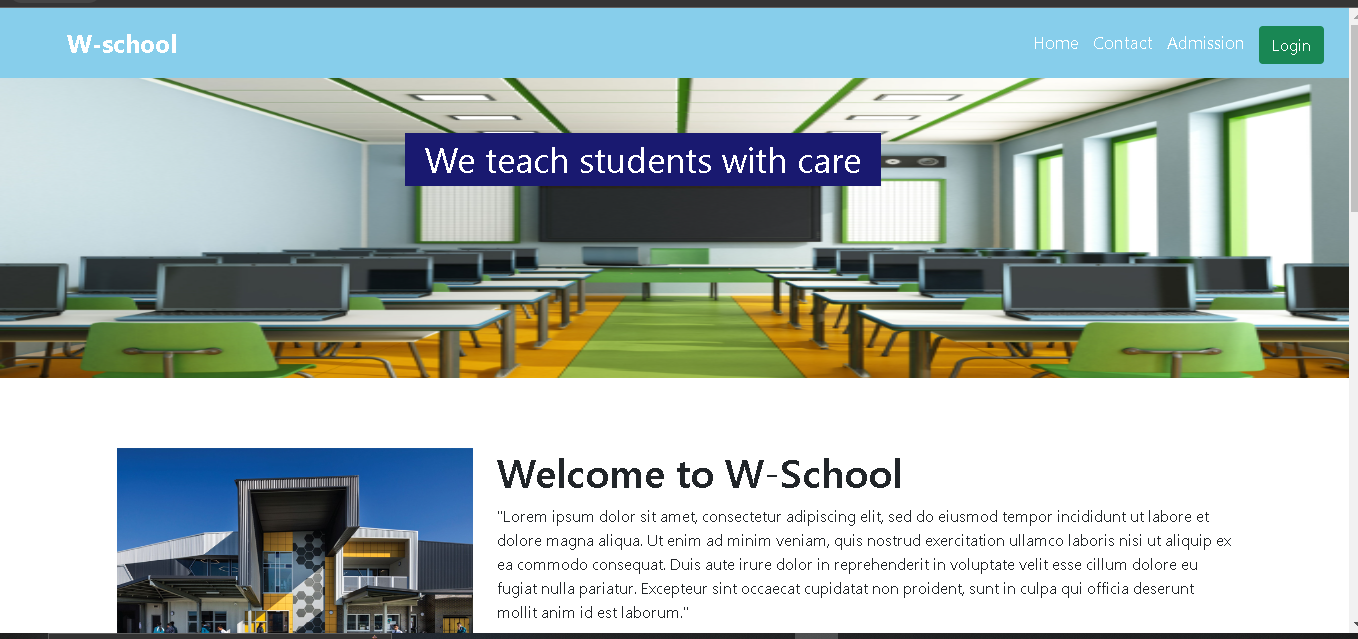 W-school
Home Contact Admission Login
We teach students with care
Welcome to W-School
"Lorem ipsum dolor sit amet, consectetur adipiscing elit, sed do eiusmod tempor incididunt ut labore et
dolore magna aliqua. Ut enim ad minim veniam, quis nostrud exercitation ullamco laboris nisi ut aliquip ex
ea commodo consequat. Duis aute irure dolor in reprehenderit in voluptate velit esse cillum dolore eu
fugiat nulla pariatur. Excepteur sint occaecat cupidatat non proident, sunt in culpa qui officia deserunt
mollit anim id est laborum."